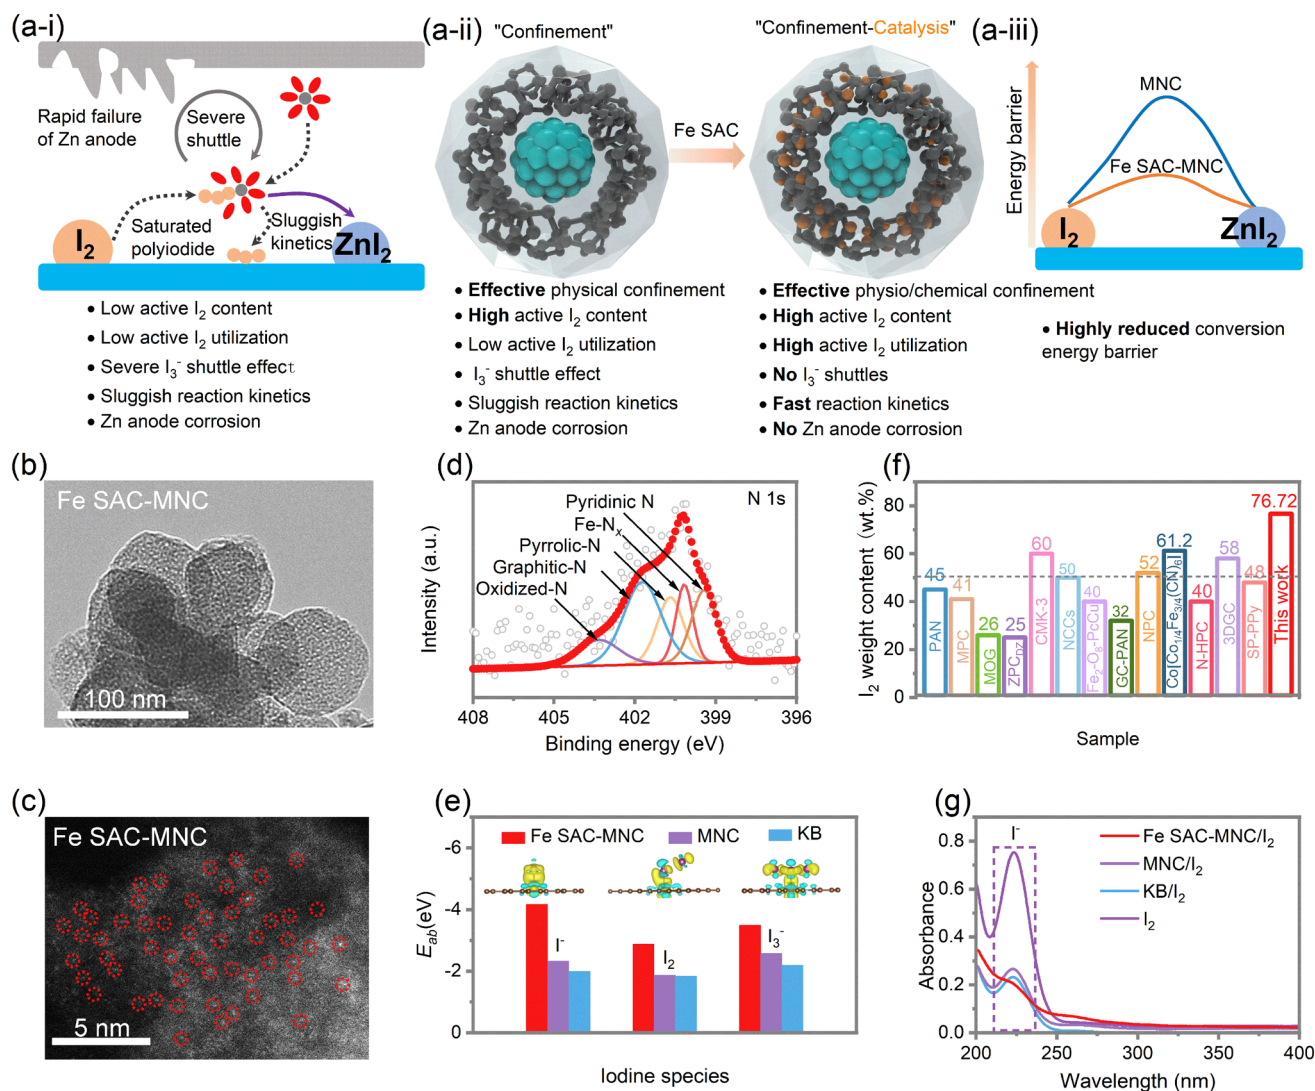 (a-i)
Rapid failure
of Zn anode
Severe
shuttle
Saturated
polyiodide
Sluggish
kinetics
I2
ZnI2
• Low active I2 content
• Low active I2 utilization
• Severe I3- shuttle effect
• Sluggish reaction kinetics
• Zn anode corrosion
(a-ii)
"Confinement"
Fe SAC
"Confinement-Catalysis"
• Effective physical confinement
• High active I2 content
• Low active I2 utilization
• I3- shuttle effect
• Sluggish reaction kinetics
• Zn anode corrosion
• Effective physio/chemical confinement
• High active I2 content
• High active I2 utilization
• No I3- shuttles
• Fast reaction kinetics
• No Zn anode corrosion
(a-iii)
Energy barrier
MNC
Fe SAC-MNC
I2
ZnI2
• Highly reduced conversion
energy barrier
(b)
Fe SAC-MNC
100 nm
(c)
Fe SAC-MNC
5 nm
(d)
N 1s
Pyridinic N
Fe-Nx
Pyrrolic-N
Graphitic-N
Oxidized-N
Intensity (a.u.)
408 405 402 399 396
Binding energy (eV)
(e)
Fe SAC-MNC MNC KB
-6
-4
-2
0
Eab(eV)
I-
I2
I3-
Iodine species
(f)
I2 weight content (wt.%)
80
60
40
20
0
45 41 26 25 60 50 40 32 52 61.2 40 58 48 76.72
PAN
MPC
MOG
ZPCDZ
CMK-3
NCCs
Fe2-O8-PcCu
GC-PAN
NPC
Co[Co1/4Fe3/4(CN)6]
N-HPC
3DGC
SP-PPy
This work
Sample
(g)
I-
Fe SAC-MNC/I2
MNC/I2
KB/I2
I2
Absorbance
0.8
0.6
0.4
0.2
0.0
200 250 300 350 400
Wavelength (nm)